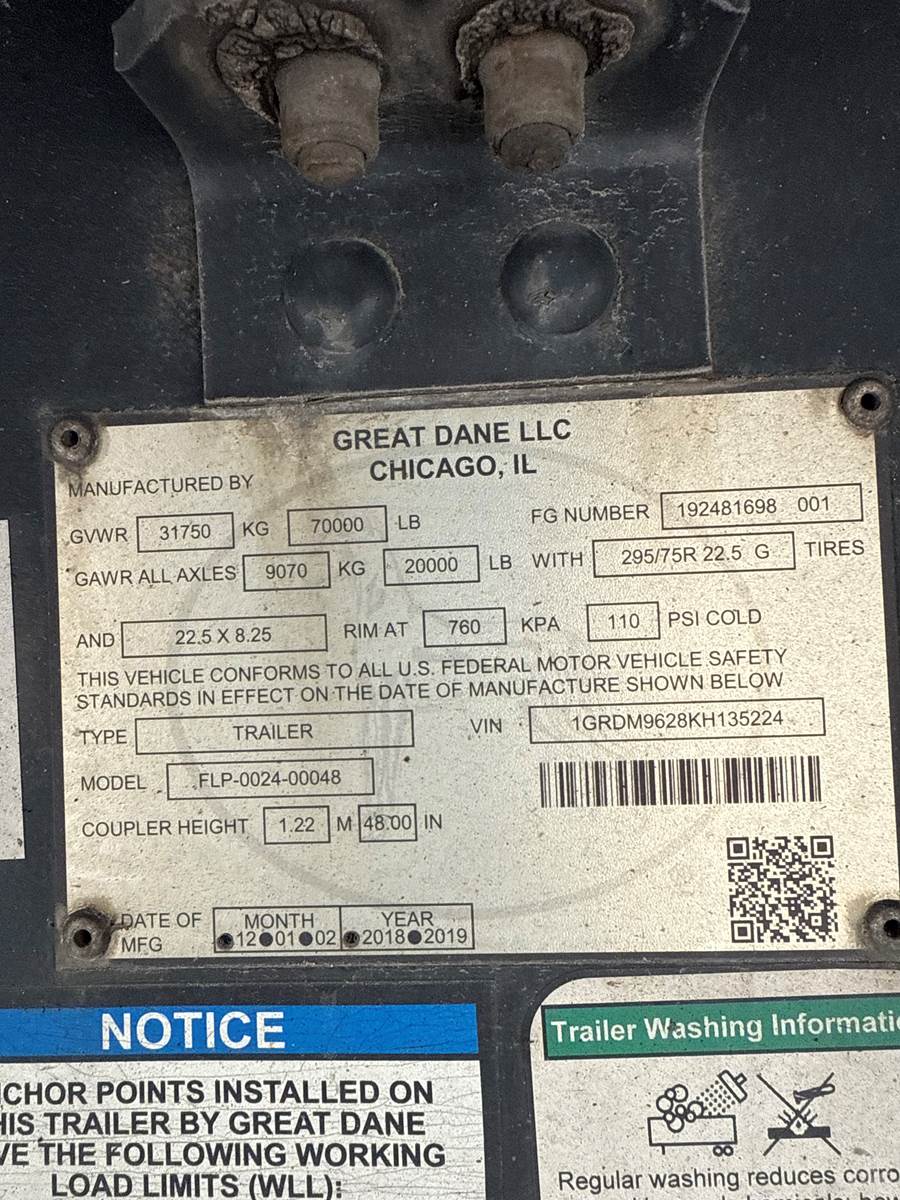 GREAT DANE LLC
CHICAGO, IL
MANUFACTURED BY
GVWR 31750 KG 70000 LB FG NUMBER 192481698 001
GAWR ALL AXLES 9070 KG 20000 LB WITH 295/75R 22.5 G TIRES
AND 22.5 X 8.25 RIM AT 760 KPA 110 PSI COLD
THIS VEHICLE CONFORMS TO ALL U.S. FEDERAL MOTOR VEHICLE SAFETY
STANDARDS IN EFFECT ON THE DATE OF MANUFACTURE SHOWN BELOW
TYPE TRAILER VIN 1GRDM9628KH135224
MODEL FLP-0024-00048
COUPLER HEIGHT 1.22 M 48.00 IN
DATE OF MONTH YEAR
MFG 12 01 02 2018 2019
NOTICE
CHOR POINTS INSTALLED ON
HIS TRAILER BY GREAT DANE
VE THE FOLLOWING WORKING
LOAD LIMITS (WLL):
Trailer Washing Informati
Regular washing reduces corro